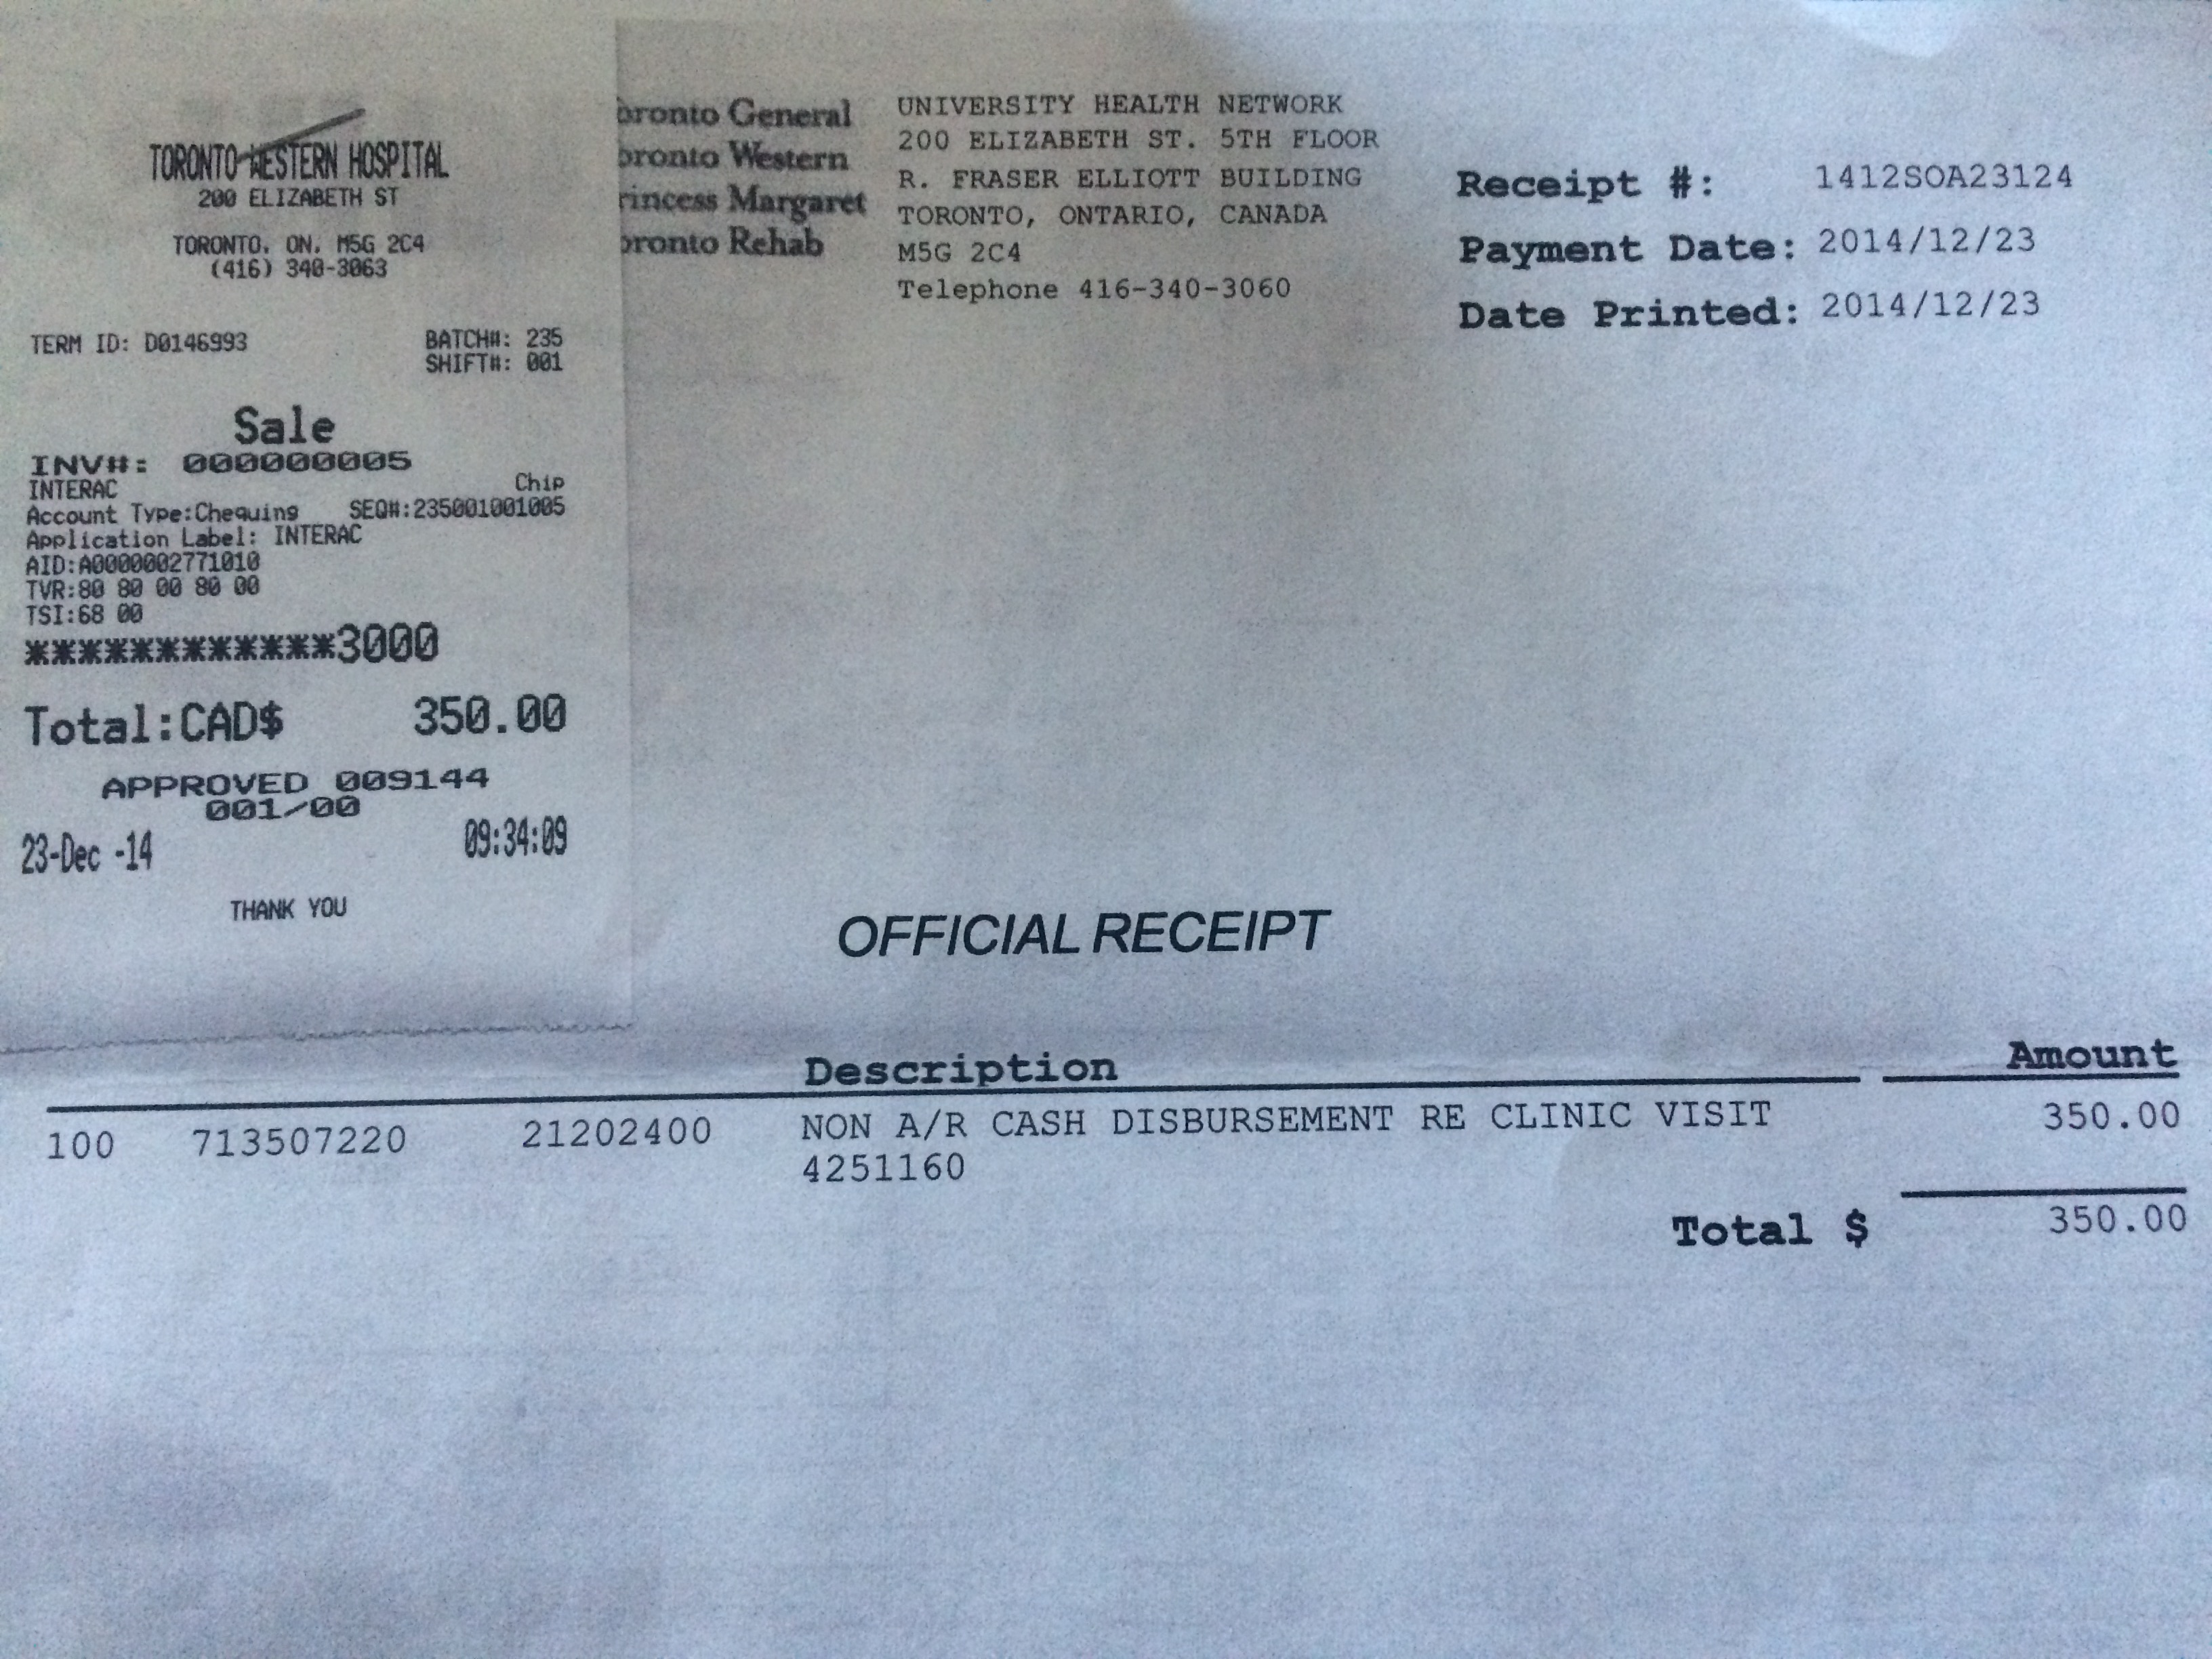 TORONTO WESTERN HOSPITAL
200 ELIZABETH ST
TORONTO, ON, M5G 2C4
(416) 340-3063
TERM ID: D0146993 BATCH#: 235
SHIFT#: 001
Sale
INV#: 000000005
INTERAC Chip
Account Type:Chequing SEQ#:235001001005
Application Label: INTERAC
AID:A0000002771010
TVR:80 80 00 80 00
TSI:68 00
************3000
Total:CAD$ 350.00
APPROVED 009144
001/00
23-Dec -14 09:34:09
THANK YOU
oronto General
oronto Western
rincess Margaret
oronto Rehab
UNIVERSITY HEALTH NETWORK
200 ELIZABETH ST. 5TH FLOOR
R. FRASER ELLIOTT BUILDING
TORONTO, ONTARIO, CANADA
M5G 2C4
Telephone 416-340-3060
Receipt #: 1412SOA23124
Payment Date: 2014/12/23
Date Printed: 2014/12/23
OFFICIAL RECEIPT
Description Amount
100 713507220 21202400 NON A/R CASH DISBURSEMENT RE CLINIC VISIT 350.00
4251160
Total $ 350.00